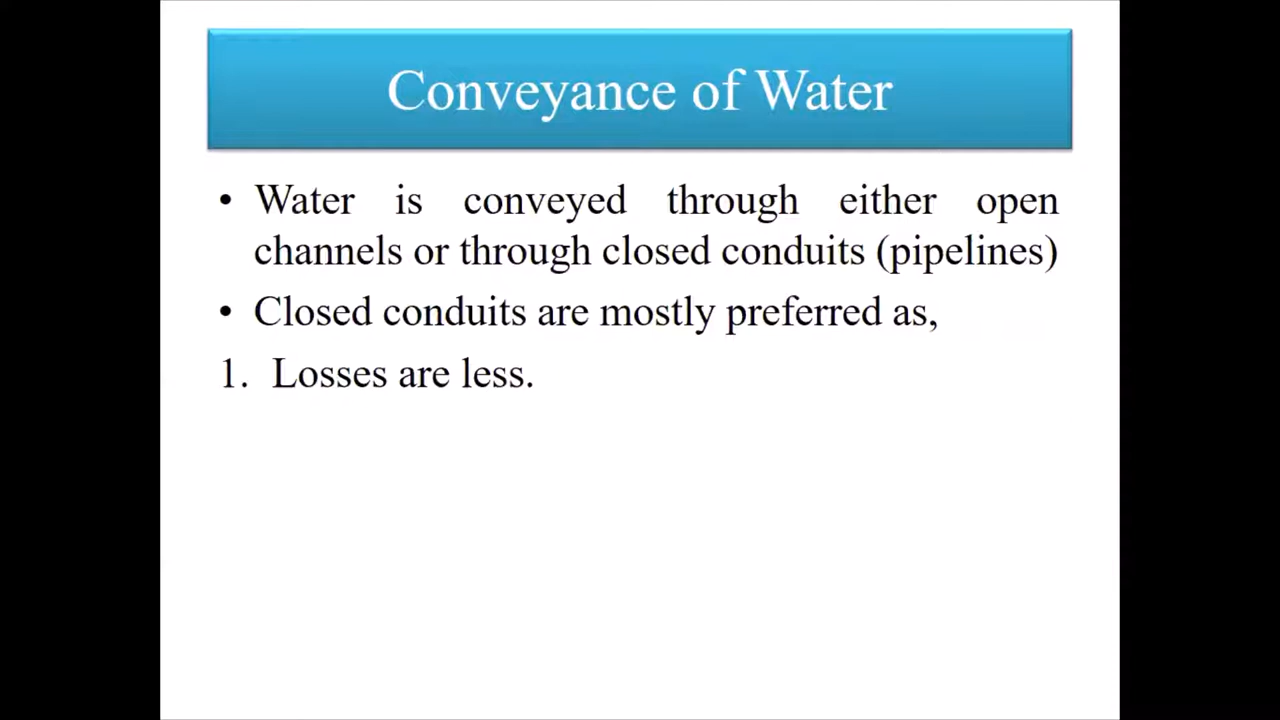 Conveyance of Water
• Water is conveyed through either open
channels or through closed conduits (pipelines)
• Closed conduits are mostly preferred as,
1. Losses are less.